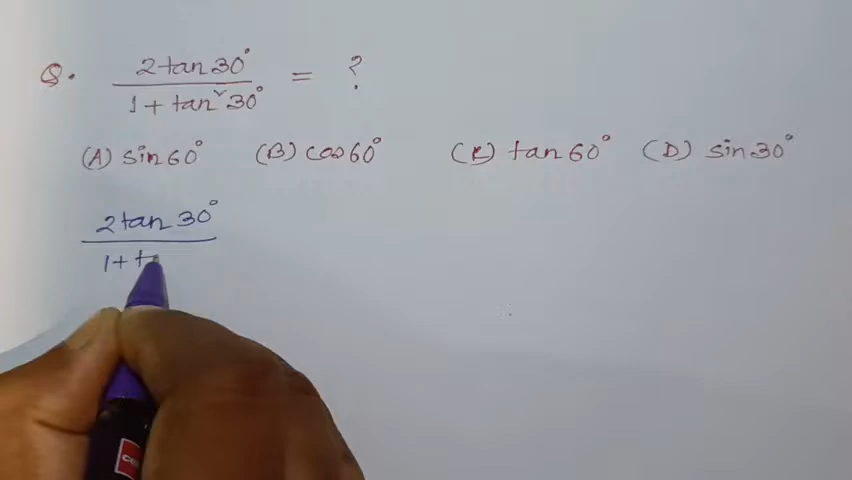 Q. 2tan30° / 1 + tan²30° = ?
(A) sin60° (B) cos60° (C) tan60° (D) sin30°
2tan30°
1+t